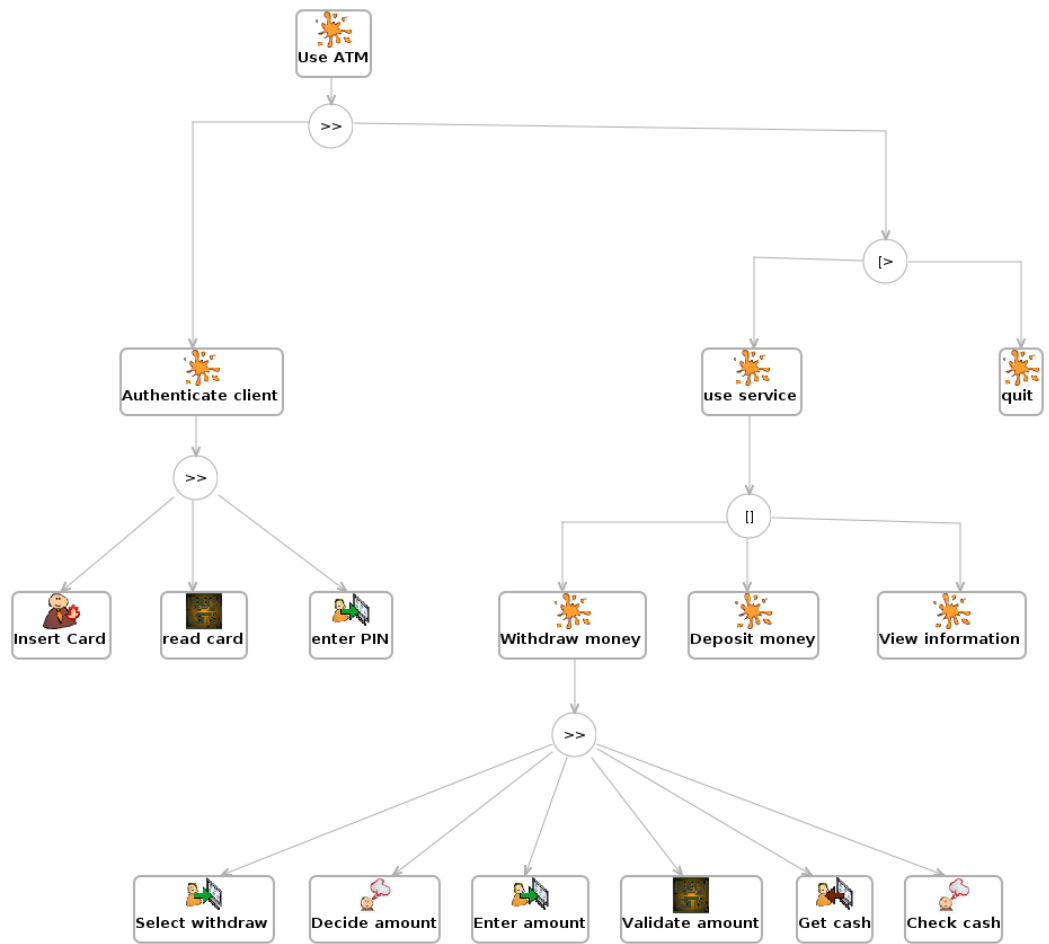 Use ATM
>>
[>
Authenticate client
use service
quit
>>
[]
Insert Card
read card
enter PIN
Withdraw money
Deposit money
View information
>>
Select withdraw
Decide amount
Enter amount
Validate amount
Get cash
Check cash